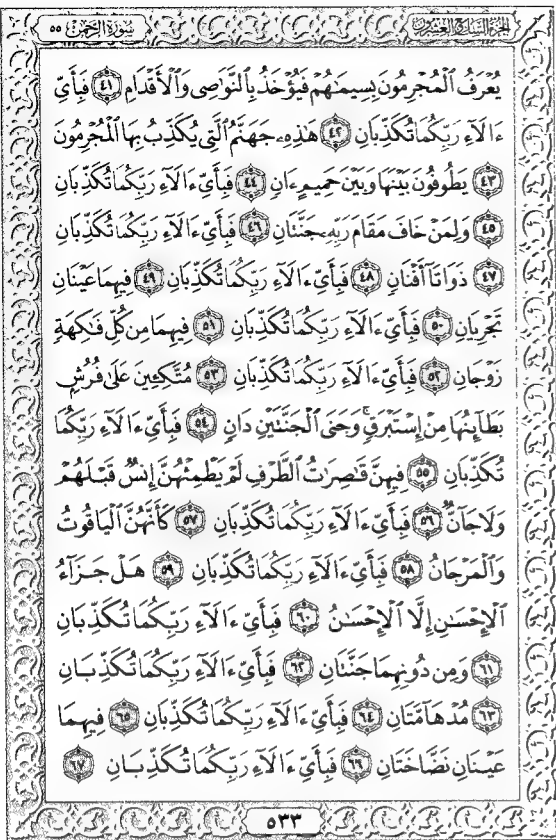 الجزء السابع والعشرون
سورة الرحمن ٥٥
يُعْرَفُ ٱلْمُجْرِمُونَ بِسِيمَـٰهُمْ فَيُؤْخَذُ بِٱلنَّوَٰصِى وَٱلْأَقْدَامِ ٤١ فَبِأَىِّ
ءَالَآءِ رَبِّكُمَا تُكَذِّبَانِ ٤٢ هَـٰذِهِۦ جَهَنَّمُ ٱلَّتِى يُكَذِّبُ بِهَا ٱلْمُجْرِمُونَ
٤٣ يَطُوفُونَ بَيْنَهَا وَبَيْنَ حَمِيمٍ ءَانٍ ٤٤ فَبِأَىِّ ءَالَآءِ رَبِّكُمَا تُكَذِّبَانِ
٤٥ وَلِمَنْ خَافَ مَقَامَ رَبِّهِۦ جَنَّتَانِ ٤٦ فَبِأَىِّ ءَالَآءِ رَبِّكُمَا تُكَذِّبَانِ
٤٧ ذَوَاتَآ أَفْنَانٍ ٤٨ فَبِأَىِّ ءَالَآءِ رَبِّكُمَا تُكَذِّبَانِ ٤٩ فِيهِمَا عَيْنَانِ
تَجْرِيَانِ ٥٠ فَبِأَىِّ ءَالَآءِ رَبِّكُمَا تُكَذِّبَانِ ٥١ فِيهِمَا مِن كُلِّ فَـٰكِهَةٍ
زَوْجَانِ ٥٢ فَبِأَىِّ ءَالَآءِ رَبِّكُمَا تُكَذِّبَانِ ٥٣ مُتَّكِـِٔينَ عَلَىٰ فُرُشٍۭ
بَطَآئِنُهَا مِنْ إِسْتَبْرَقٍ ۚ وَجَنَى ٱلْجَنَّتَيْنِ دَانٍ ٥٤ فَبِأَىِّ ءَالَآءِ رَبِّكُمَا
تُكَذِّبَانِ ٥٥ فِيهِنَّ قَـٰصِرَٰتُ ٱلطَّرْفِ لَمْ يَطْمِثْهُنَّ إِنسٌ قَبْلَهُمْ
وَلَا جَآنٌّ ٥٦ فَبِأَىِّ ءَالَآءِ رَبِّكُمَا تُكَذِّبَانِ ٥٧ كَأَنَّهُنَّ ٱلْيَاقُوتُ
وَٱلْمَرْجَانُ ٥٨ فَبِأَىِّ ءَالَآءِ رَبِّكُمَا تُكَذِّبَانِ ٥٩ هَلْ جَزَآءُ
ٱلْإِحْسَـٰنِ إِلَّا ٱلْإِحْسَـٰنُ ٦٠ فَبِأَىِّ ءَالَآءِ رَبِّكُمَا تُكَذِّبَانِ
٦١ وَمِن دُونِهِمَا جَنَّتَانِ ٦٢ فَبِأَىِّ ءَالَآءِ رَبِّكُمَا تُكَذِّبَانِ
٦٣ مُدْهَآمَّتَانِ ٦٤ فَبِأَىِّ ءَالَآءِ رَبِّكُمَا تُكَذِّبَانِ ٦٥ فِيهِمَا
عَيْنَانِ نَضَّاخَتَانِ ٦٦ فَبِأَىِّ ءَالَآءِ رَبِّكُمَا تُكَذِّبَانِ ٦٧
٥٣٣